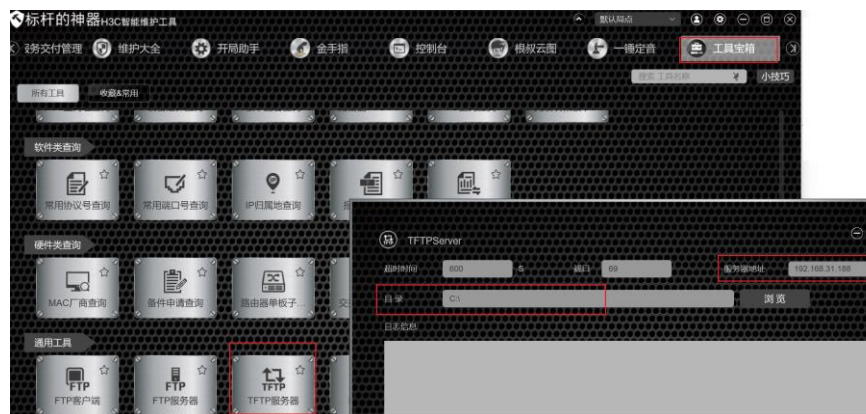 标杆的神器H3C智能维护工具
默认局点
务交付管理 维护大全 开局助手 金手指 控制台 根叔云图 一锤定音 工具宝箱
搜索 工具名称 小技巧
所有工具 收藏&常用
软件类查询
常用协议号查询 常用端口号查询 IP归属地查询
硬件类查询
MAC厂商查询 备件申请查询 路由器单板子...
通用工具
FTP FTP TFTP
FTP客户端 FTP服务器 TFTP服务器
TFTPServer
超时时间 600 S 端口 69 服务器地址 192.168.31.188
目录 C:\ 浏览
日志信息